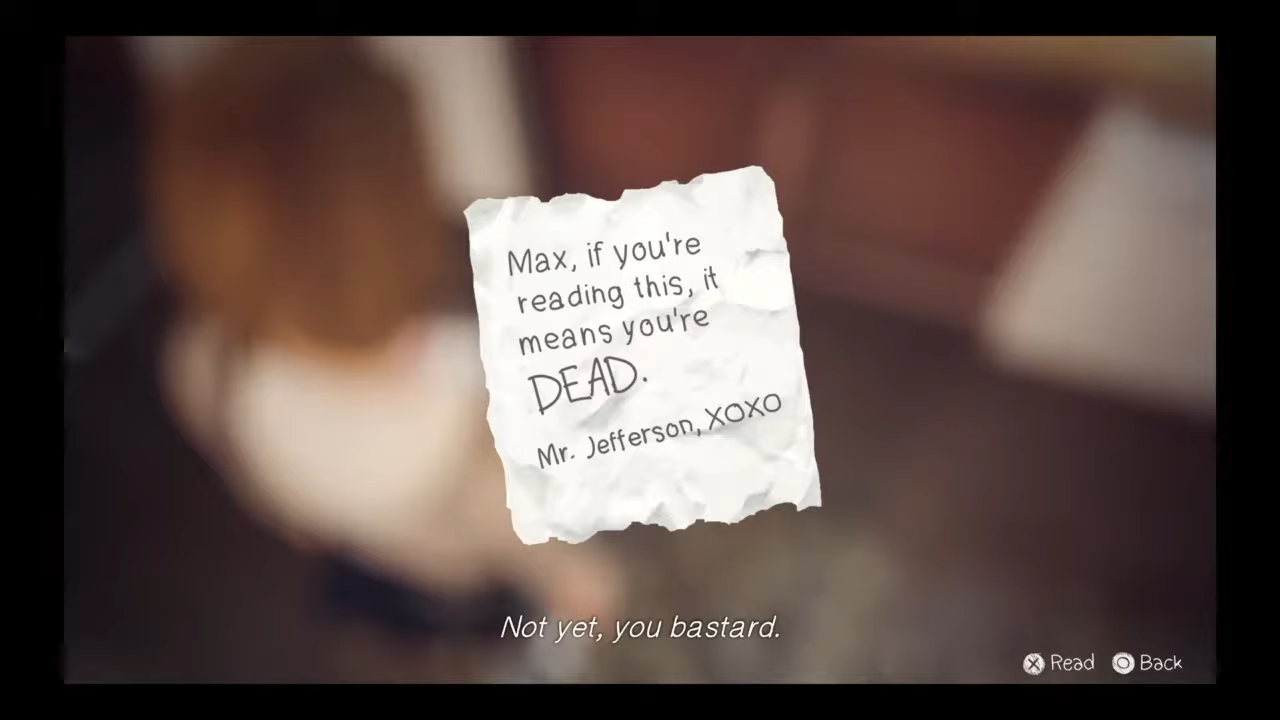 Max, if you're
reading this, it
means you're
DEAD.
Mr. Jefferson, XOXO
Not yet, you bastard.
Read Back